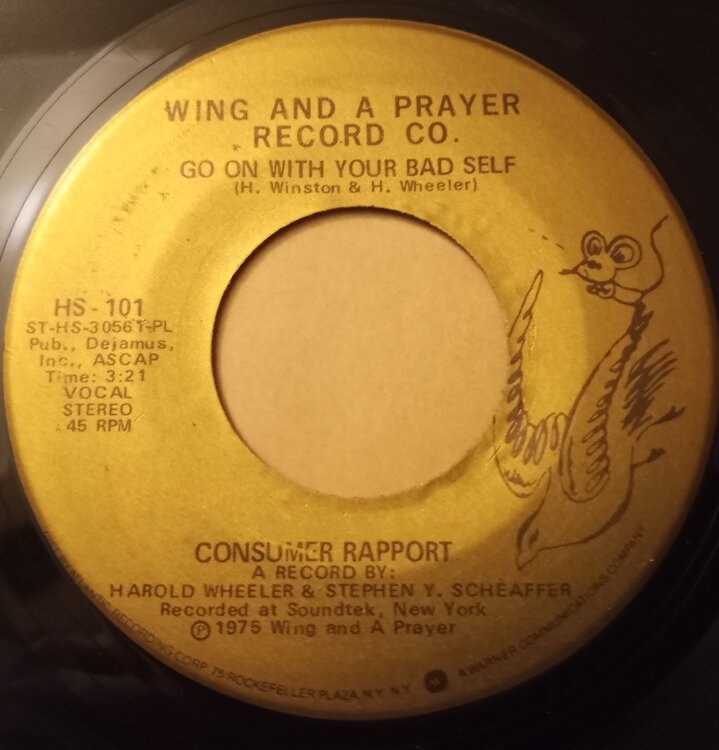 WING AND A PRAYER
RECORD CO.
GO ON WITH YOUR BAD SELF
(H. Winston & H. Wheeler)
HS - 101
ST-HS-30561-PL
Pub., Dejamus,
Inc., ASCAP
Time: 3:21
VOCAL
STEREO
45 RPM
CONSUMER RAPPORT
A RECORD BY:
HAROLD WHEELER & STEPHEN Y. SCHEAFFER
Recorded at Soundtek, New York
Ⓟ 1975 Wing and A Prayer
RECORDING CORP. 75 ROCKEFELLER PLAZA, N.Y. N.Y. A WARNER COMMUNICATIONS COMPANY